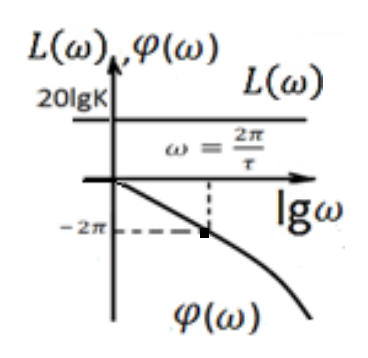 L(ω), φ(ω)
L(ω)
20lgK
ω = 2π/τ
lgω
−2π
φ(ω)